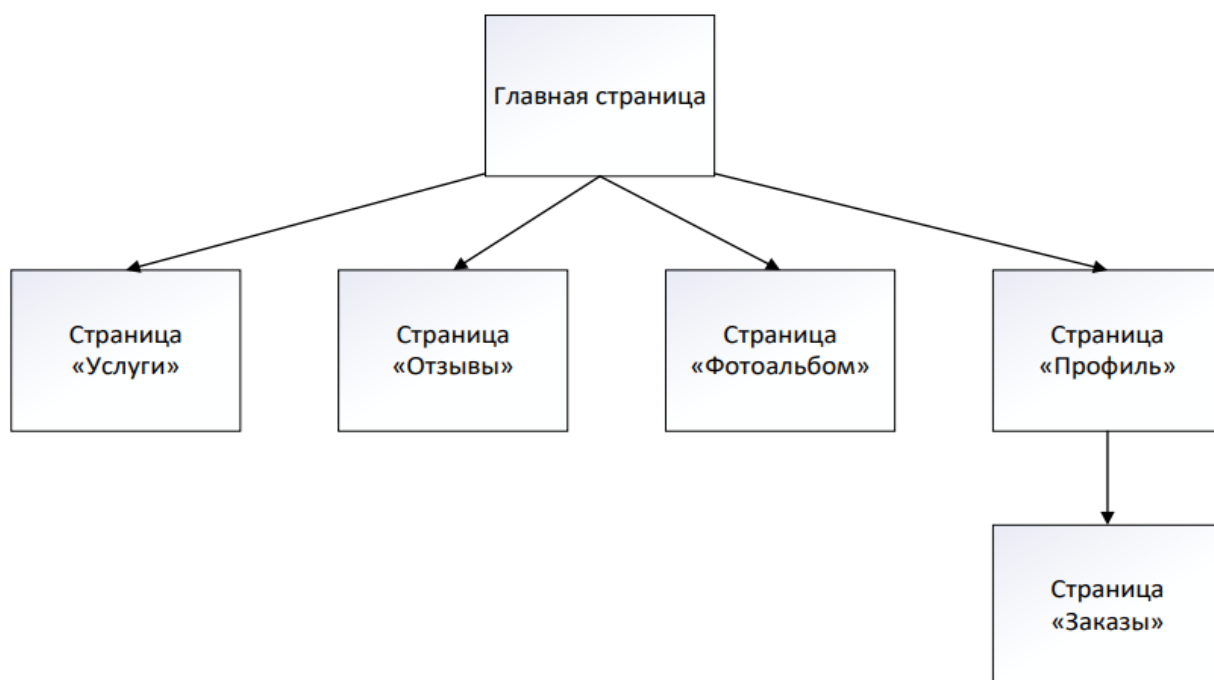 Главная страница
Страница
«Услуги»
Страница
«Отзывы»
Страница
«Фотоальбом»
Страница
«Профиль»
Страница
«Заказы»